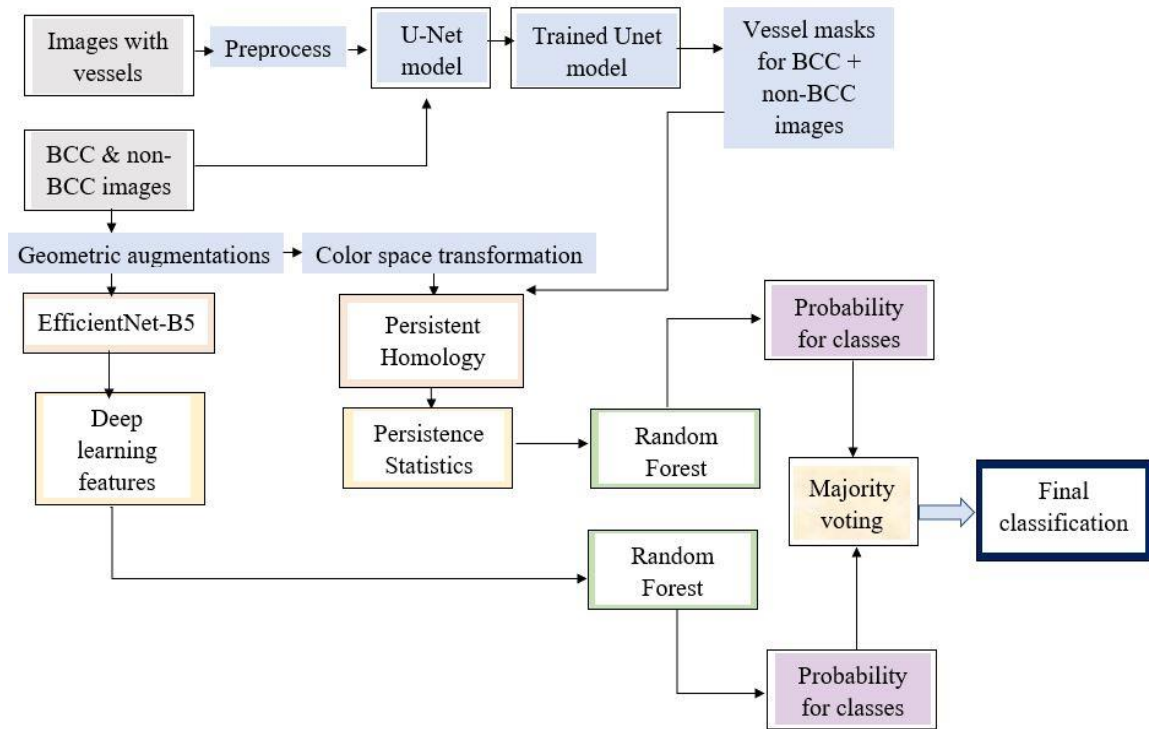 Images with
vessels
Preprocess
U-Net
model
Trained Unet
model
Vessel masks
for BCC +
non-BCC
images
BCC & non-
BCC images
Geometric augmentations
Color space transformation
EfficientNet-B5
Persistent
Homology
Probability
for classes
Deep
learning
features
Persistence
Statistics
Random
Forest
Majority
voting
Final
classification
Random
Forest
Probability
for classes